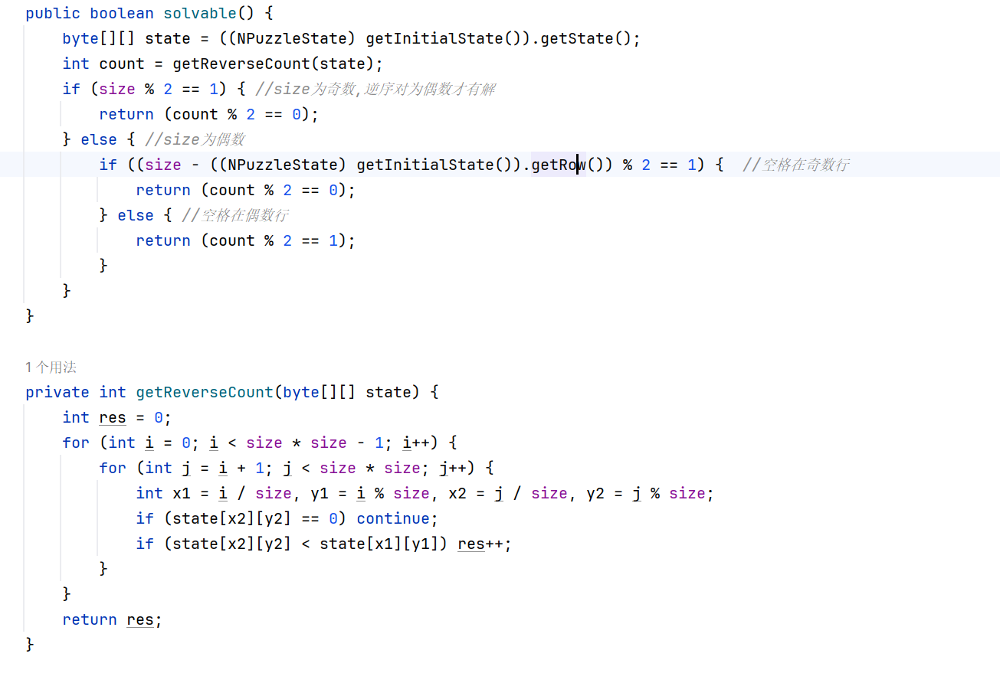 public boolean solvable() {
    byte[][] state = ((NPuzzleState) getInitialState()).getState();
    int count = getReverseCount(state);
    if (size % 2 == 1) { //size为奇数,逆序对为偶数才有解
        return (count % 2 == 0);
    } else { //size为偶数
        if ((size - ((NPuzzleState) getInitialState()).getRow()) % 2 == 1) {  //空格在奇数行
            return (count % 2 == 0);
        } else { //空格在偶数行
            return (count % 2 == 1);
        }
    }
}
1个用法
private int getReverseCount(byte[][] state) {
    int res = 0;
    for (int i = 0; i < size * size - 1; i++) {
        for (int j = i + 1; j < size * size; j++) {
            int x1 = i / size, y1 = i % size, x2 = j / size, y2 = j % size;
            if (state[x2][y2] == 0) continue;
            if (state[x2][y2] < state[x1][y1]) res++;
        }
    }
    return res;
}